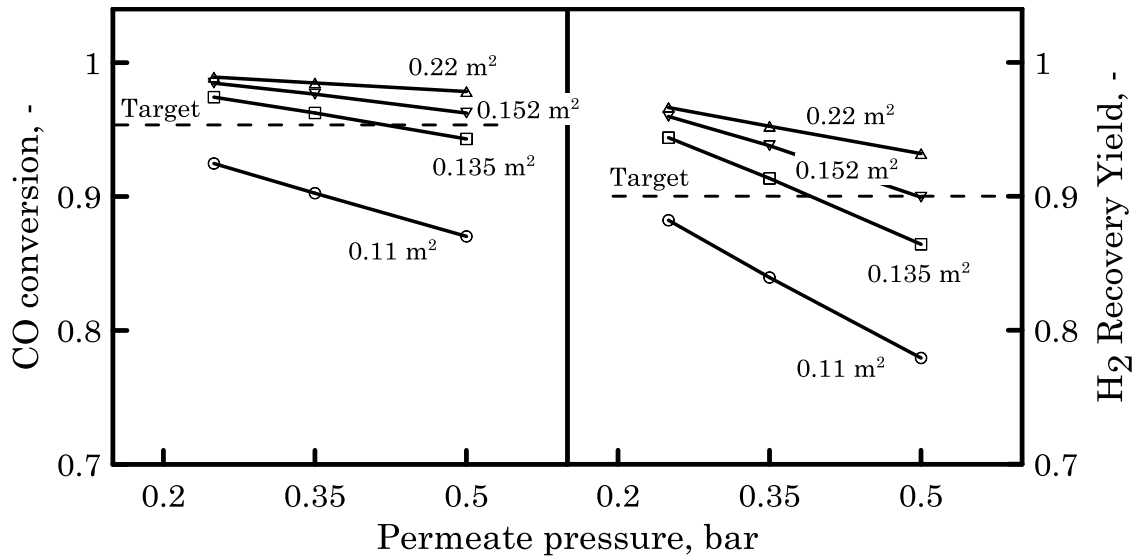 CO conversion, -
1
0.9
0.8
0.7
Target
0.22 m²
0.152 m²
0.135 m²
0.11 m²
0.2
0.35
0.5
Target
0.22 m²
0.152 m²
0.135 m²
0.11 m²
0.2
0.35
0.5
1
0.9
0.8
0.7
H₂ Recovery Yield, -
Permeate pressure, bar